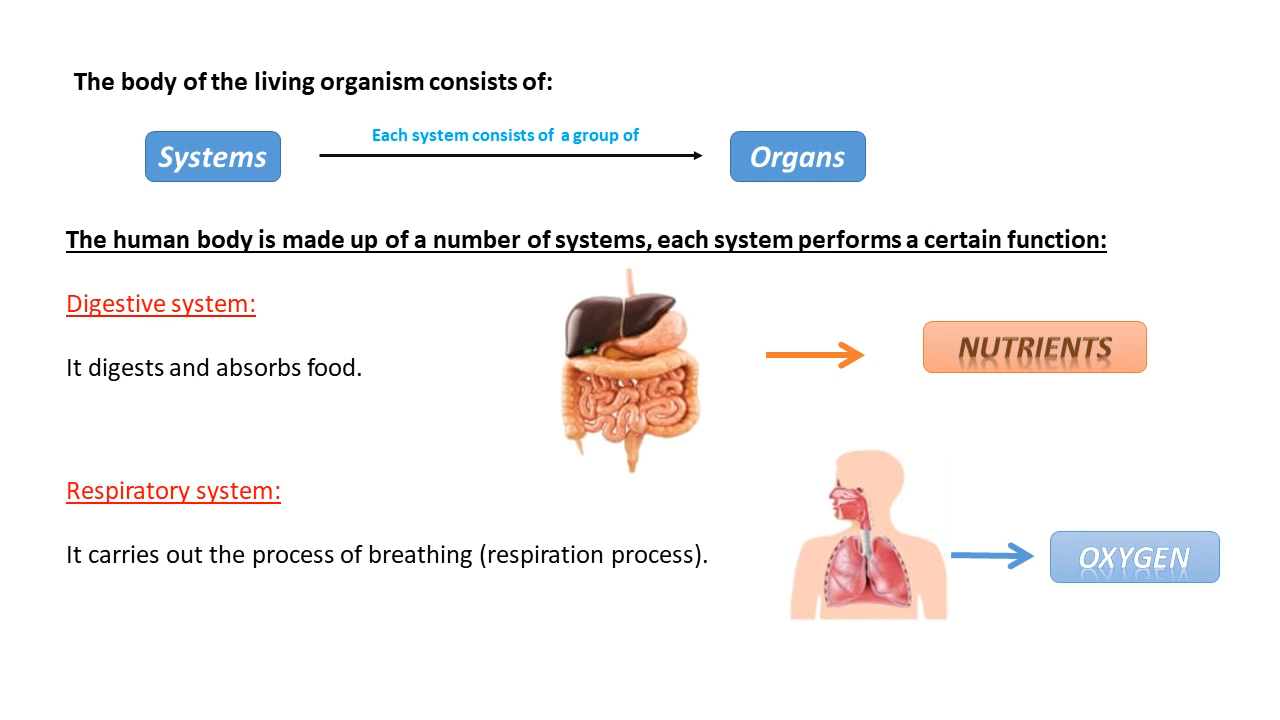 The body of the living organism consists of:
Each system consists of a group of
Systems
Organs
The human body is made up of a number of systems, each system performs a certain function:
Digestive system:
NUTRIENTS
It digests and absorbs food.
Respiratory system:
It carries out the process of breathing (respiration process).
OXYGEN